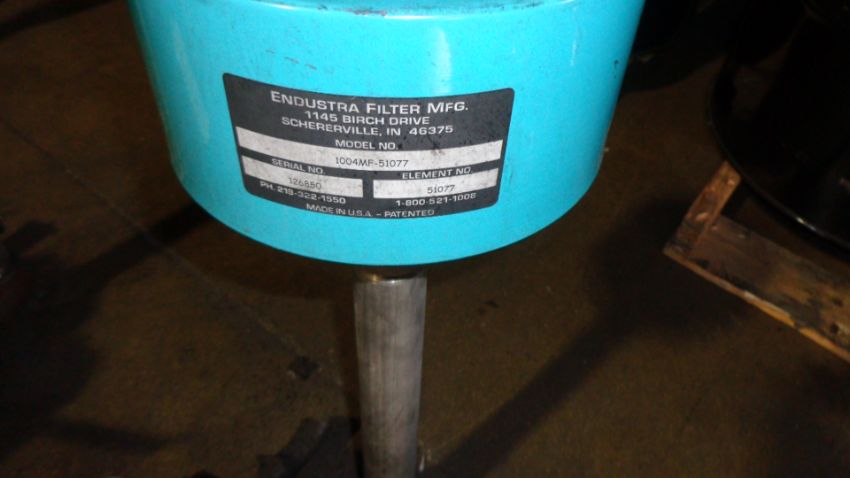 ENDUSTRA FILTER MFG.
1145 BIRCH DRIVE
SCHERERVILLE, IN 46375
MODEL NO.
1004MF-51077
SERIAL NO. ELEMENT NO.
126850 51077
PH. 219-322-1550 1-800-521-1008
MADE IN U.S.A. - PATENTED